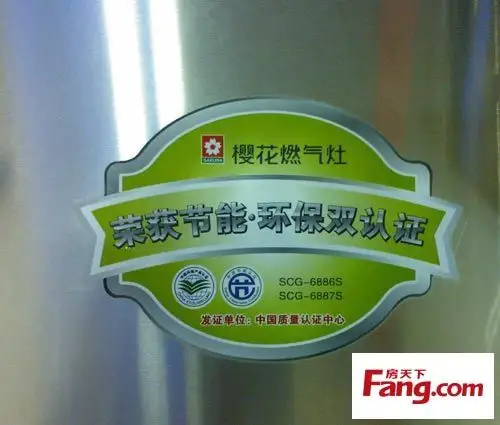 SAKURA 樱花燃气灶
荣获节能·环保双认证
SCG-6886S
SCG-6887S
发证单位：中国质量认证中心
房天下
Fang.com